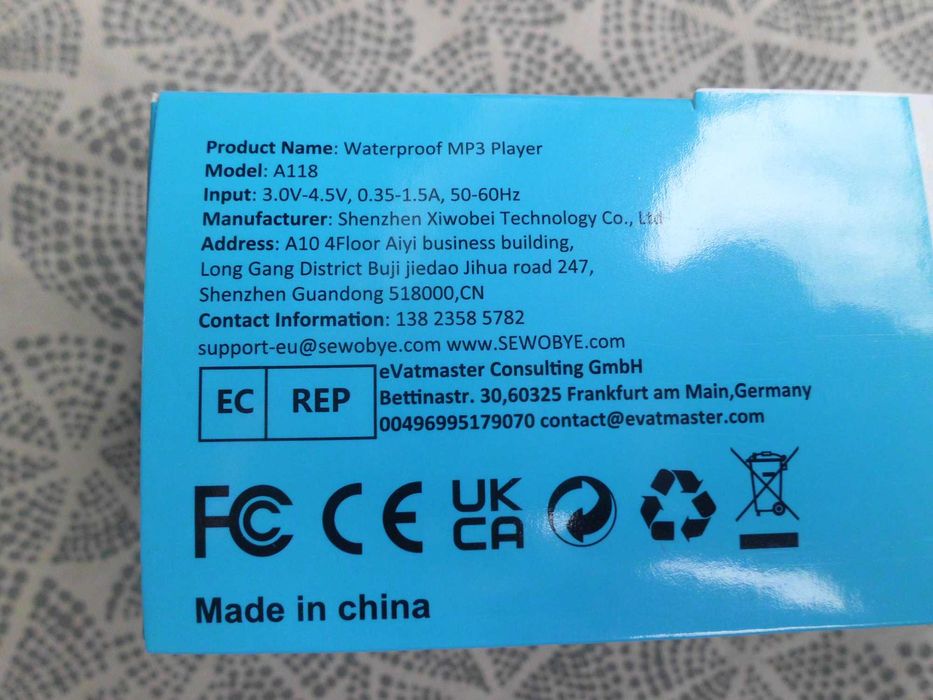 Product Name: Waterproof MP3 Player
Model: A118
Input: 3.0V-4.5V, 0.35-1.5A, 50-60Hz
Manufacturer: Shenzhen Xiwobei Technology Co., Ltd
Address: A10 4Floor Aiyi business building,
Long Gang District Buji jiedao Jihua road 247,
Shenzhen Guandong 518000,CN
Contact Information: 138 2358 5782
support-eu@sewobye.com www.SEWOBYE.com
EC REP
eVatmaster Consulting GmbH
Bettinastr. 30,60325 Frankfurt am Main,Germany
00496995179070 contact@evatmaster.com
FC CE UK
CA
Made in china